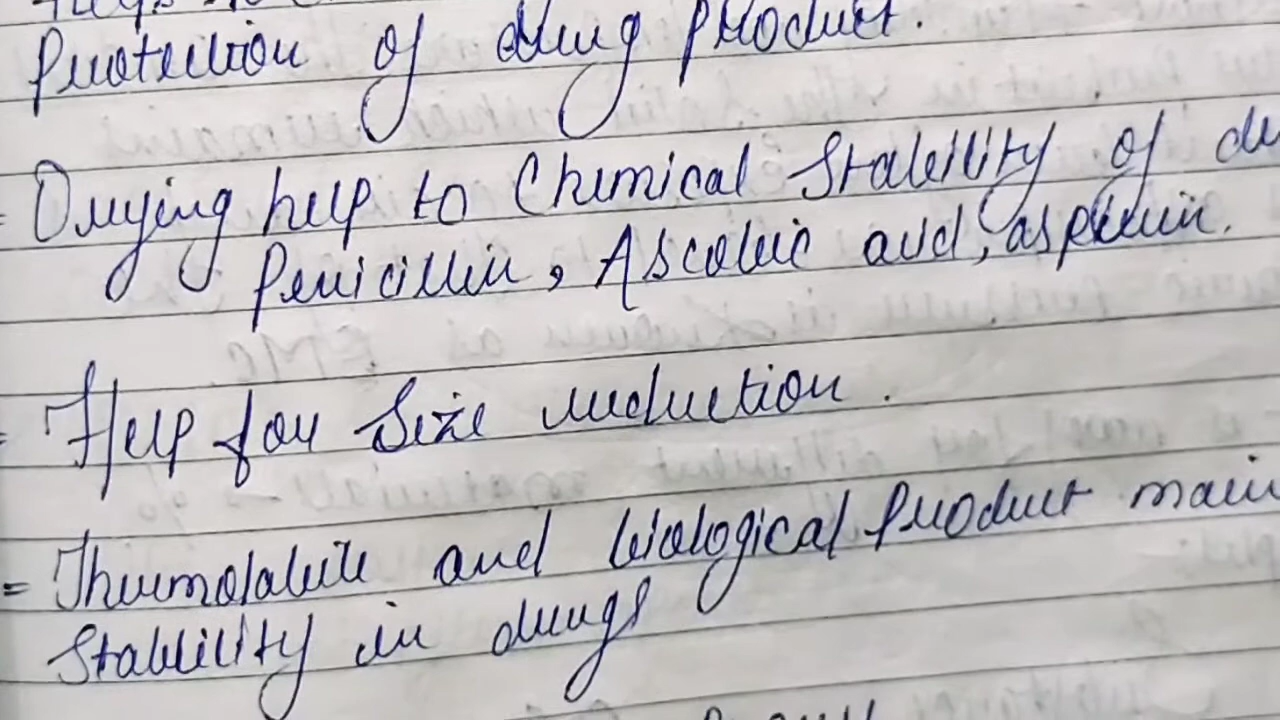 Protection of drug product.
= Drying help to Chemical Stability of
Penicillin, Ascorbic acid, aspirin.
= Help for Size reduction.
= Thermolabile and biological Product
Stability in drugs